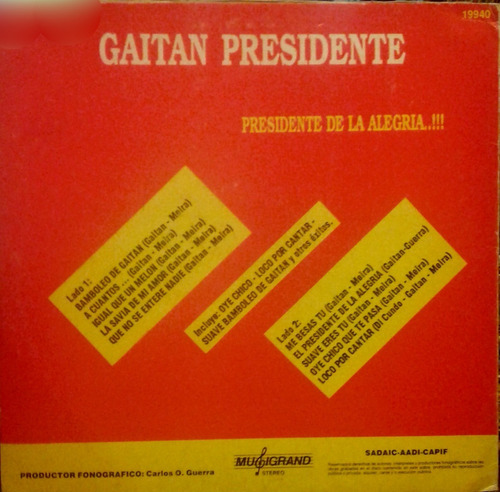 19940
GAITAN PRESIDENTE
PRESIDENTE DE LA ALEGRIA..!!!
Lado 1:
BAMBOLEO DE GAITAN (Gaitan - Meira)
A CUANTOS ... (Gaitan - Meira)
IGUAL QUE UN MELON (Gaitan - Meira)
LA SAVIA DE MI AMOR (Gaitan - Meira)
QUE NO SE ENTERE NADIE (Gaitan - Meira)
Incluye: OYE CHICO . LOCO POR CANTAR -
SUAVE BAMBOLEO DE GAITAN y otros éxitos.
Lado 2:
ME BESAS TU (Gaitan - Meira)
EL PRESIDENTE DE LA ALEGRIA (Gaitan-Guerra)
SUAVE ERES TU (Gaitan - Meira)
OYE CHICO QUE TE PASA (Gaitan - Meira)
LOCO POR CANTAR (Di Cundo - Gaitan - Meira)
PRODUCTOR FONOGRAFICO: Carlos O. Guerra
MUSIGRAND
STEREO
SADAIC-AADI-CAPIF